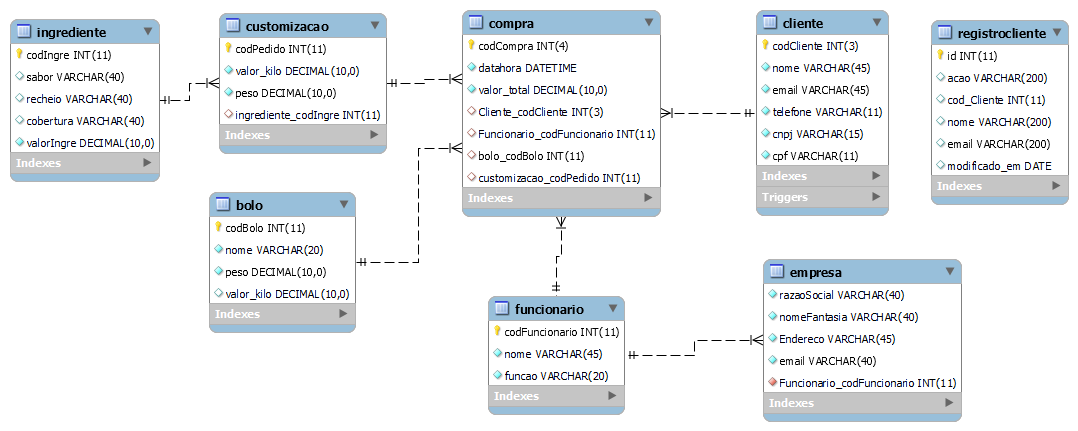 ingrediente
codIngre INT(11)
sabor VARCHAR(40)
recheio VARCHAR(40)
cobertura VARCHAR(40)
valorIngre DECIMAL(10,0)
Indexes
customizacao
codPedido INT(11)
valor_kilo DECIMAL(10,0)
peso DECIMAL(10,0)
ingrediente_codIngre INT(11)
Indexes
compra
codCompra INT(4)
datahora DATETIME
valor_total DECIMAL(10,0)
Cliente_codCliente INT(3)
Funcionario_codFuncionario INT(11)
bolo_codBolo INT(11)
customizacao_codPedido INT(11)
Indexes
cliente
codCliente INT(3)
nome VARCHAR(45)
email VARCHAR(45)
telefone VARCHAR(11)
cnpj VARCHAR(15)
cpf VARCHAR(11)
Indexes
Triggers
registrocliente
id INT(11)
acao VARCHAR(200)
cod_Cliente INT(11)
nome VARCHAR(200)
email VARCHAR(200)
modificado_em DATE
Indexes
bolo
codBolo INT(11)
nome VARCHAR(20)
peso DECIMAL(10,0)
valor_kilo DECIMAL(10,0)
Indexes
funcionario
codFuncionario INT(11)
nome VARCHAR(45)
funcao VARCHAR(20)
Indexes
empresa
razaoSocial VARCHAR(40)
nomeFantasia VARCHAR(40)
Endereco VARCHAR(45)
email VARCHAR(40)
Funcionario_codFuncionario INT(11)
Indexes